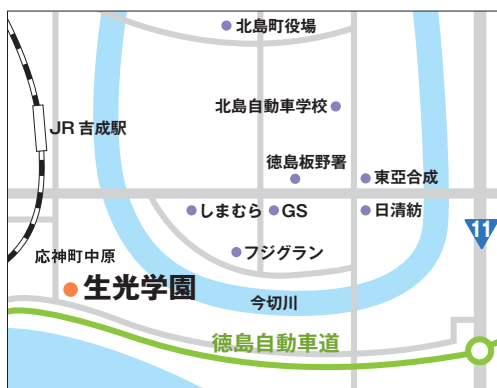 北島町役場
北島自動車学校
JR 吉成駅
徳島板野署
東亞合成
しまむら
GS
日清紡
11
応神町中原
フジグラン
生光学園
今切川
徳島自動車道